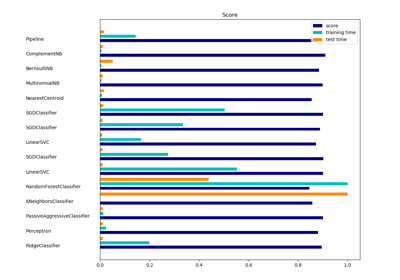 Score
score
training time
test time
Pipeline
ComplementNB
BernoulliNB
MultinomialNB
NearestCentroid
SGDClassifier
SGDClassifier
LinearSVC
SGDClassifier
LinearSVC
RandomForestClassifier
KNeighborsClassifier
PassiveAggressiveClassifier
Perceptron
RidgeClassifier
0.0 0.2 0.4 0.6 0.8 1.0